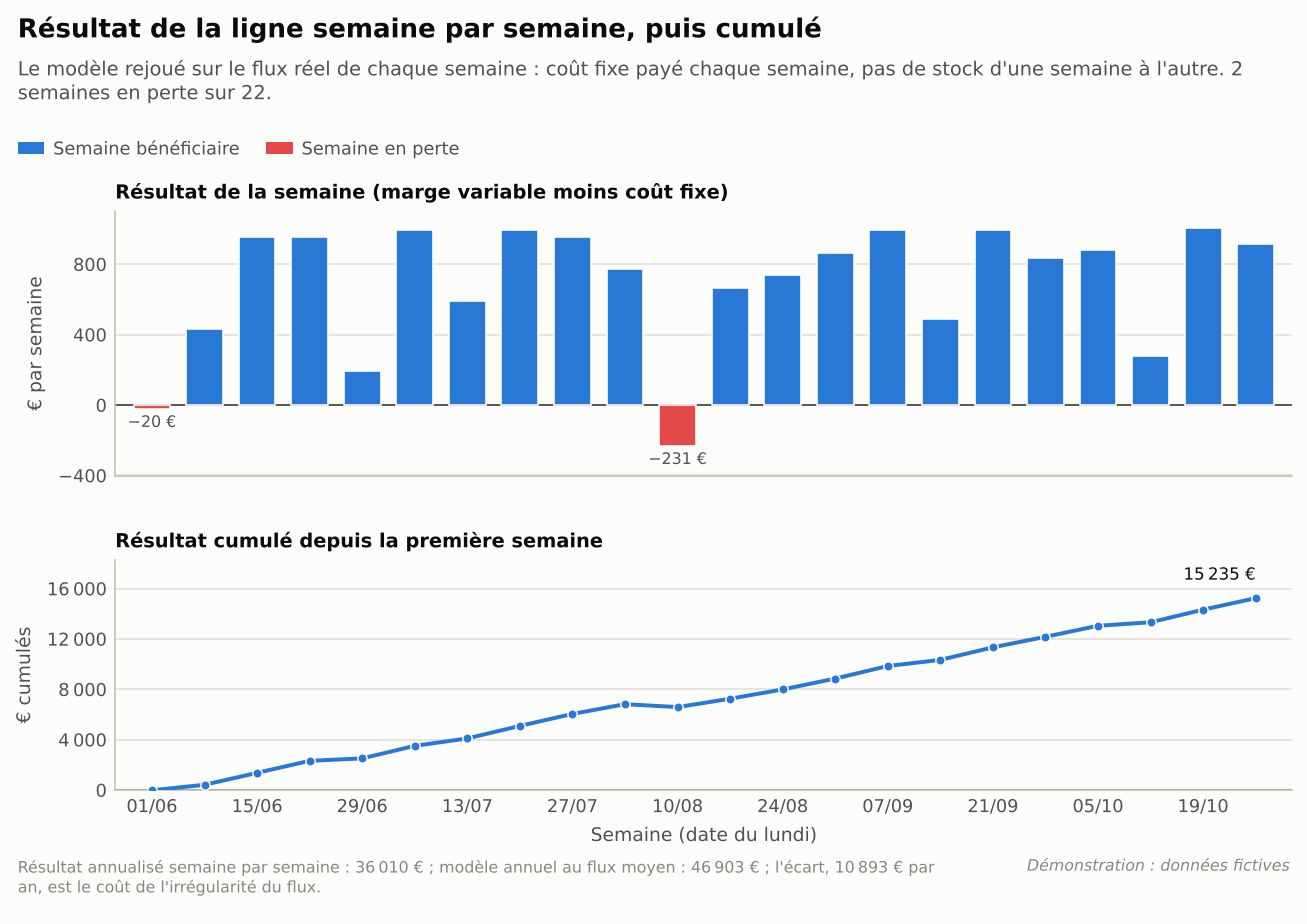 Résultat de la ligne semaine par semaine, puis cumulé
Le modèle rejoué sur le flux réel de chaque semaine : coût fixe payé chaque semaine, pas de stock d'une semaine à l'autre. 2
semaines en perte sur 22.
Semaine bénéficiaire
Semaine en perte
Résultat de la semaine (marge variable moins coût fixe)
€ par semaine
800
400
0
−400
−20 €
−231 €
Résultat cumulé depuis la première semaine
€ cumulés
16 000
12 000
8 000
4 000
0
15 235 €
01/06 15/06 29/06 13/07 27/07 10/08 24/08 07/09 21/09 05/10 19/10
Semaine (date du lundi)
Résultat annualisé semaine par semaine : 36 010 € ; modèle annuel au flux moyen : 46 903 € ; l'écart, 10 893 € par
an, est le coût de l'irrégularité du flux.
Démonstration : données fictives